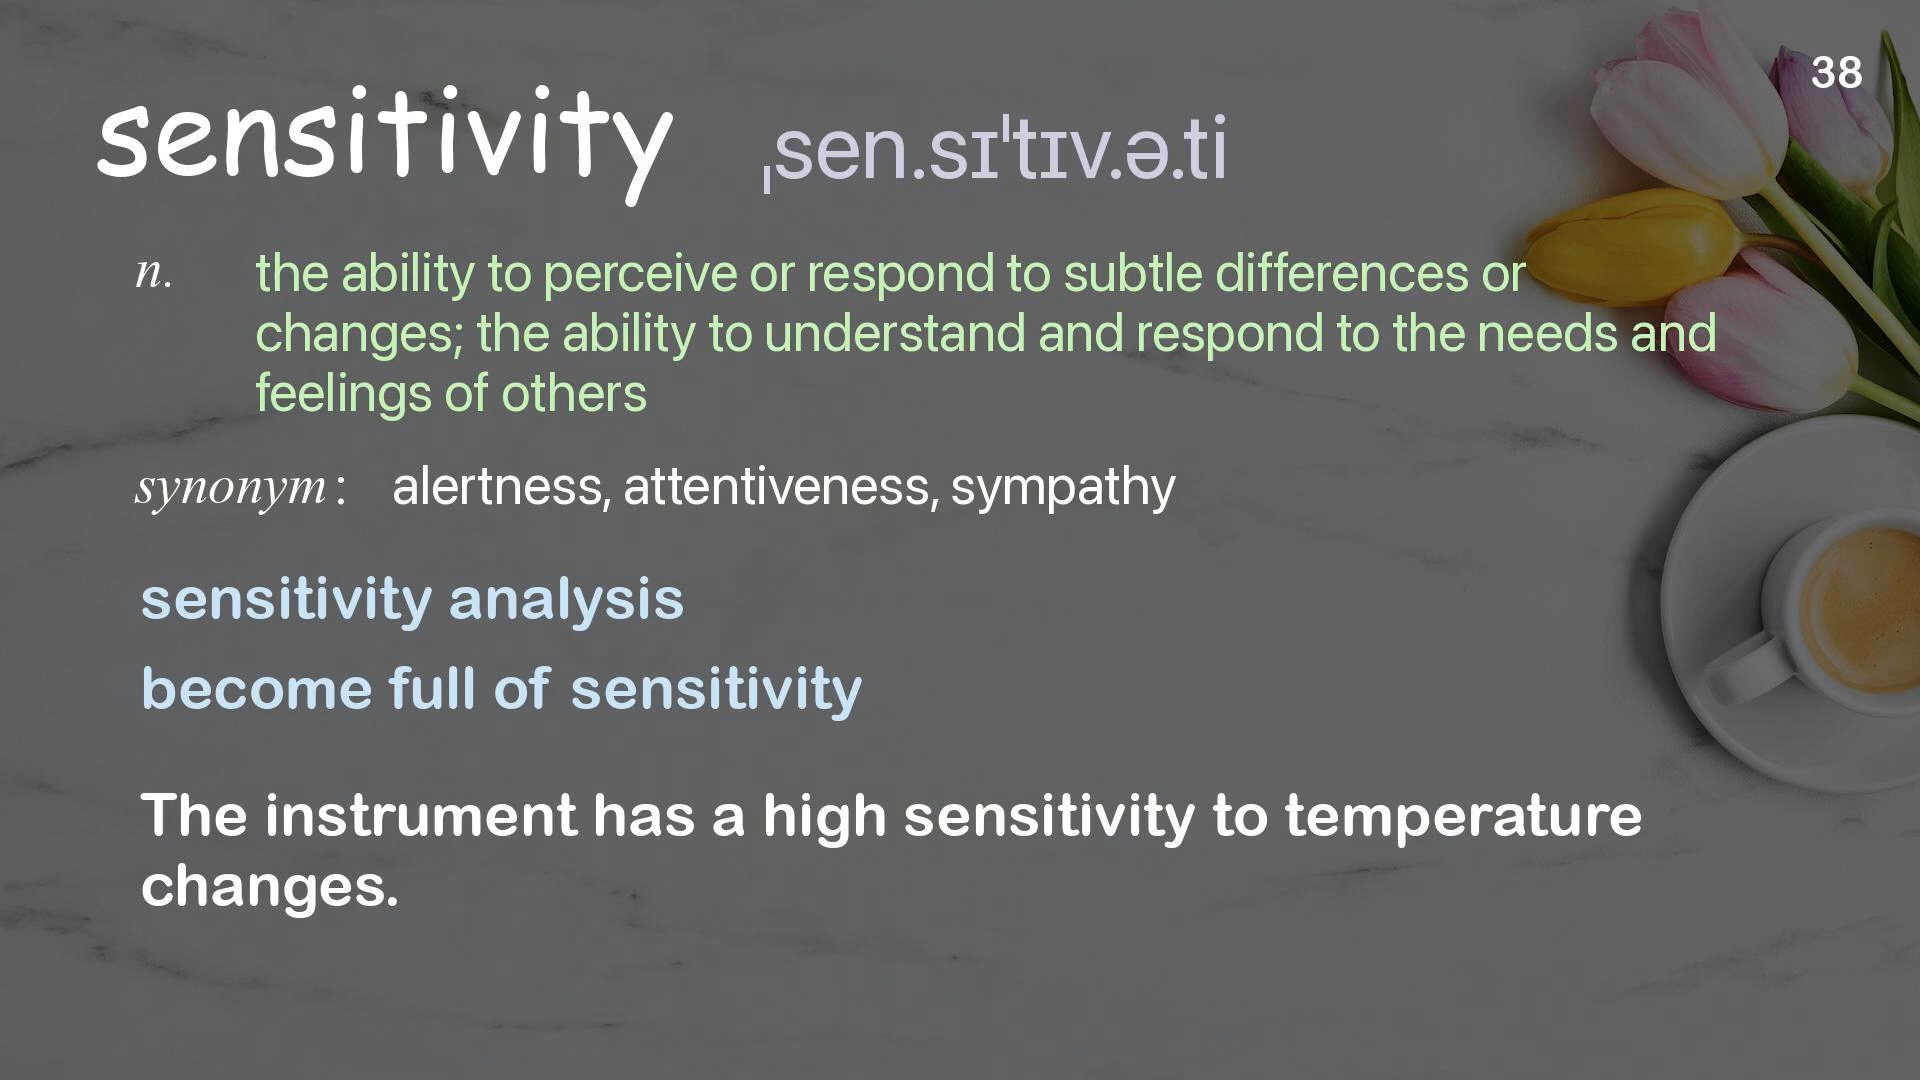 38
sensitivity ˌsen.sɪˈtɪv.ə.ti
n. the ability to perceive or respond to subtle differences or
changes; the ability to understand and respond to the needs and
feelings of others
synonym : alertness, attentiveness, sympathy
sensitivity analysis
become full of sensitivity
The instrument has a high sensitivity to temperature
changes.